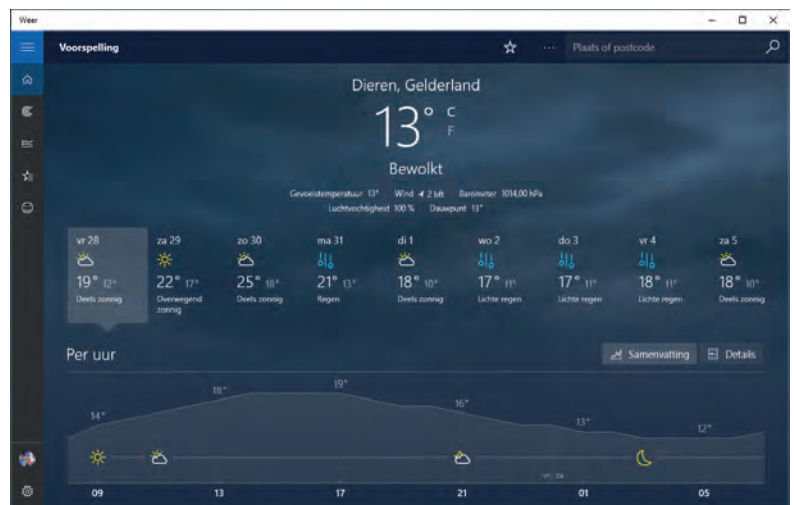 Weer
Voorspelling
Plaats of postcode
Dieren, Gelderland
13° C
F
Bewolkt
Gevoelstemperatuur 13° Wind 2 bft Barometer 1014,00 hPa
Luchtvochtigheid 100 % Dauwpunt 13°
vr 28 za 29 zo 30 ma 31 di 1 wo 2 do 3 vr 4 za 5
19° 12° 22° 17° 25° 18° 21° 13° 18° 10° 17° 11° 17° 11° 18° 11° 18° 10°
Deels zonnig Overwegend zonnig Deels zonnig Regen Deels zonnig Lichte regen Lichte regen Lichte regen Deels zonnig
Per uur Samenvatting Details
14° 18° 19° 16° 13° 12°
vr za
09 13 17 21 01 05